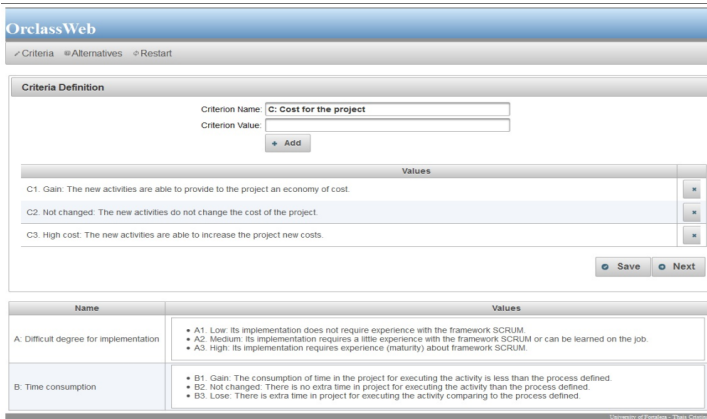 OrclassWeb
Criteria Alternatives Restart
Criteria Definition
Criterion Name: C: Cost for the project
Criterion Value:
Add
Values
C1. Gain: The new activities are able to provide to the project an economy of cost.
C2. Not changed: The new activities do not change the cost of the project.
C3. High cost: The new activities are able to increase the project new costs.
Save Next
Name Values
A: Difficult degree for implementation
• A1. Low: Its implementation does not require experience with the framework SCRUM.
• A2. Medium: Its implementation requires a little experience with the framework SCRUM or can be learned on the job.
• A3. High: Its implementation requires experience (maturity) about framework SCRUM.
B: Time consumption
• B1. Gain: The consumption of time in the project for executing the activity is less than the process defined.
• B2. Not changed: There is no extra time in project for executing the activity than the process defined.
• B3. Lose: There is extra time in project for executing the activity comparing to the process defined.
University of Fortaleza - Thais Cristin